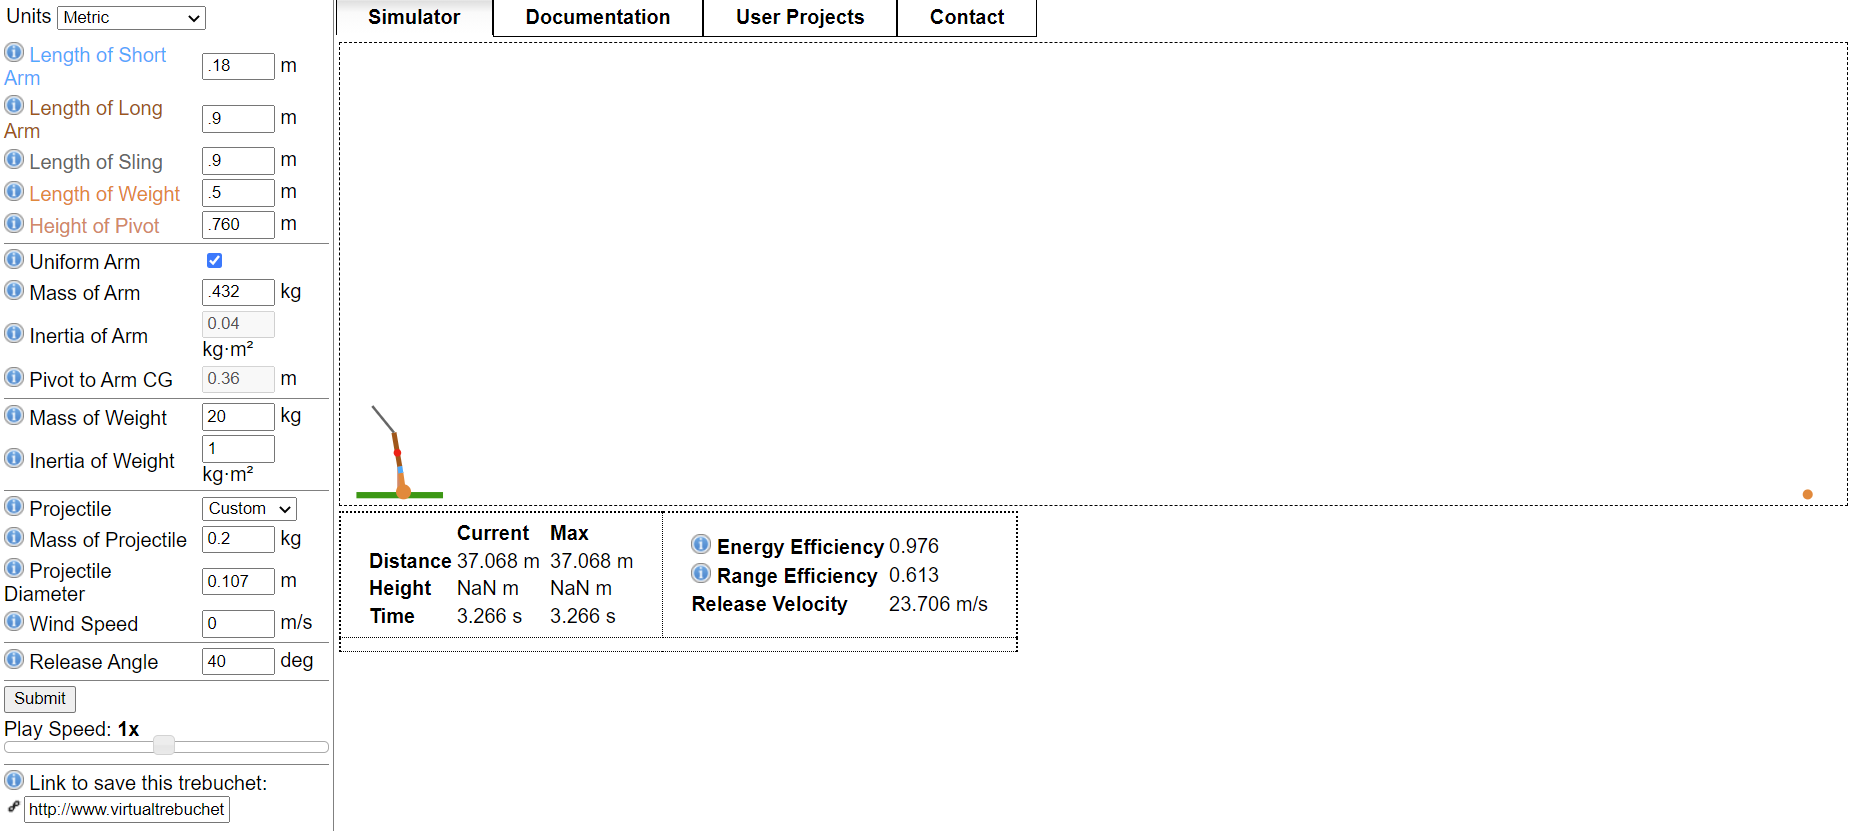 Units Metric
Length of Short
Arm .18 m
Length of Long
Arm .9 m
Length of Sling .9 m
Length of Weight .5 m
Height of Pivot .760 m
Uniform Arm
Mass of Arm .432 kg
Inertia of Arm 0.04
kg·m²
Pivot to Arm CG 0.36 m
Mass of Weight 20 kg
Inertia of Weight 1
kg·m²
Projectile Custom
Mass of Projectile 0.2 kg
Projectile
Diameter 0.107 m
Wind Speed 0 m/s
Release Angle 40 deg
Submit
Play Speed: 1x
Link to save this trebuchet:
http://www.virtualtrebuchet
Simulator Documentation User Projects Contact
Current Max
Distance 37.068 m 37.068 m
Height NaN m NaN m
Time 3.266 s 3.266 s
Energy Efficiency 0.976
Range Efficiency 0.613
Release Velocity 23.706 m/s